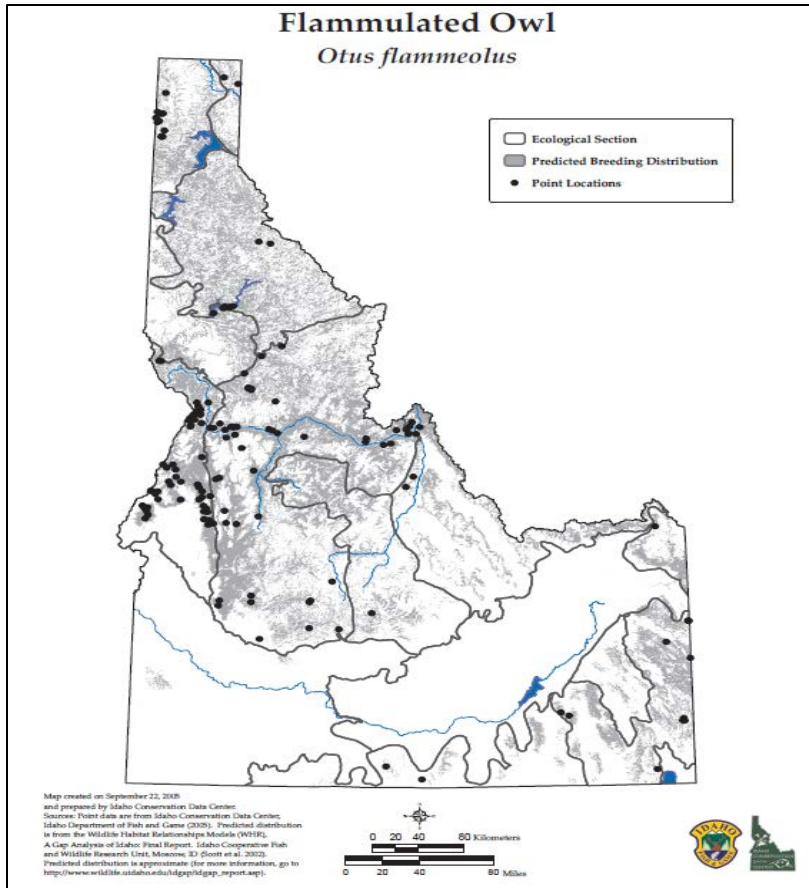 Flammulated Owl
Otus flammeolus
Ecological Section
Predicted Breeding Distribution
Point Locations
Map created on September 22, 2005
and prepared by Idaho Conservation Data Center.
Sources: Point data are from Idaho Conservation Data Center,
Idaho Department of Fish and Game (2005). Predicted distribution
is from the Wildlife Habitat Relationships Models (WHR),
A Gap Analysis of Idaho: Final Report. Idaho Cooperative Fish
and Wildlife Research Unit, Moscow, ID (Scott et al. 2002).
Predicted distribution is approximate (for more information, go to
http://www.wildlife.uidaho.edu/idgap/idgap_report.asp).
0 20 40 80 Kilometers
0 20 40 80 Miles
IDAHO